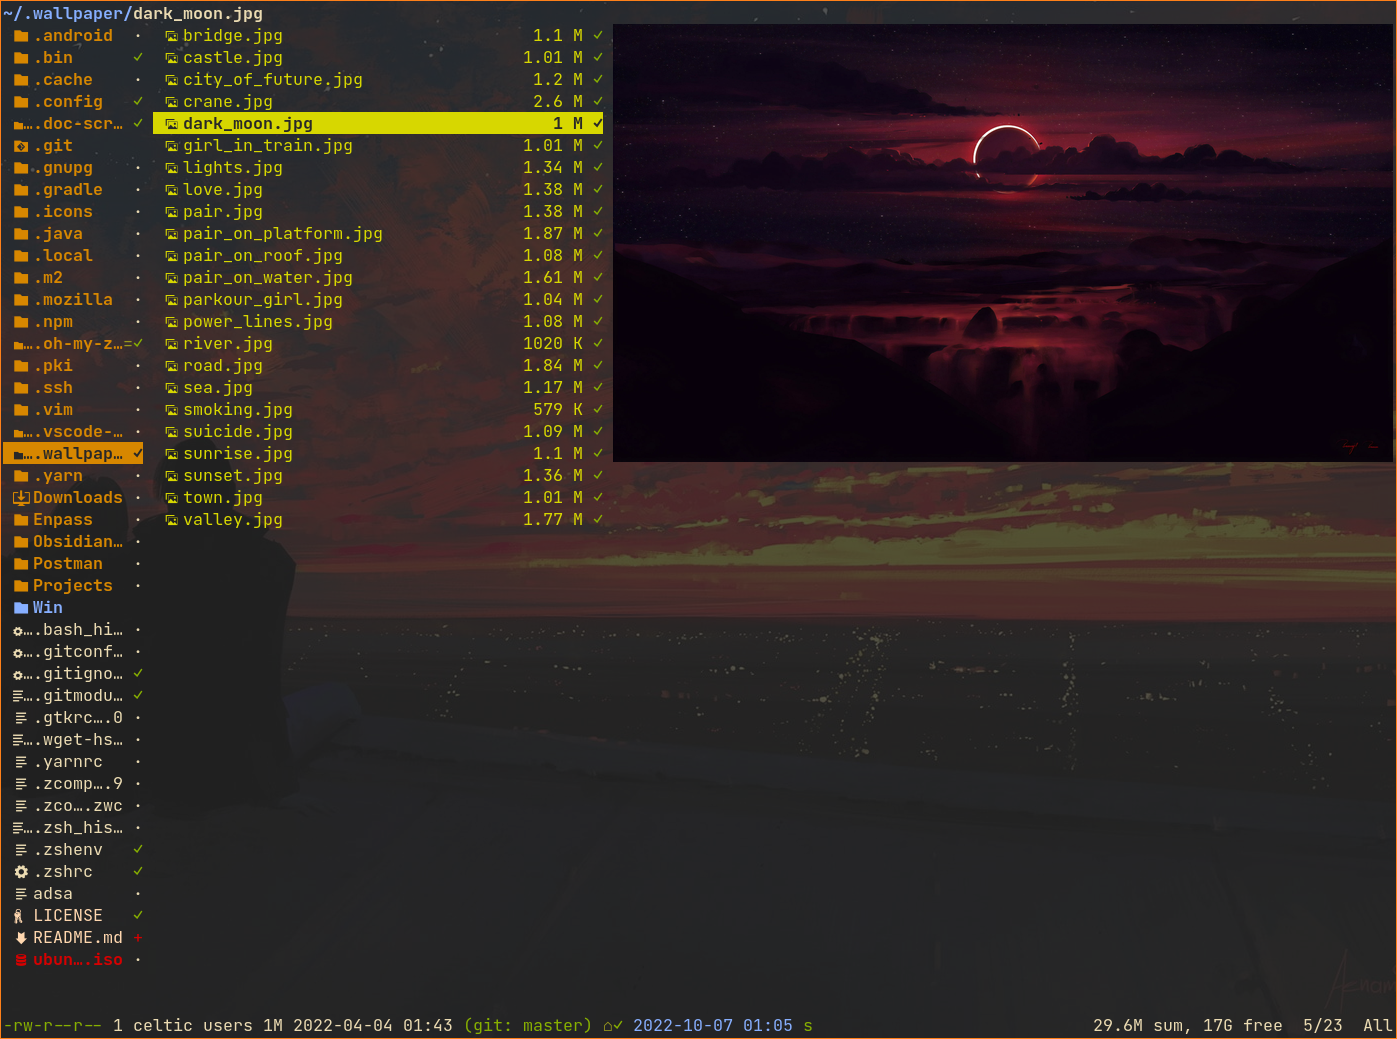 ~/.wallpaper/dark_moon.jpg
.android · bridge.jpg 1.1 M ✓
.bin ✓ castle.jpg 1.01 M ✓
.cache · city_of_future.jpg 1.2 M ✓
.config ✓ crane.jpg 2.6 M ✓
….doc-scr… ✓ dark_moon.jpg 1 M ✓
.git girl_in_train.jpg 1.01 M ✓
.gnupg · lights.jpg 1.34 M ✓
.gradle · love.jpg 1.38 M ✓
.icons · pair.jpg 1.38 M ✓
.java · pair_on_platform.jpg 1.87 M ✓
.local · pair_on_roof.jpg 1.08 M ✓
.m2 · pair_on_water.jpg 1.61 M ✓
.mozilla · parkour_girl.jpg 1.04 M ✓
.npm · power_lines.jpg 1.08 M ✓
….oh-my-z…=✓ river.jpg 1020 K ✓
.pki · road.jpg 1.84 M ✓
.ssh · sea.jpg 1.17 M ✓
.vim · smoking.jpg 579 K ✓
….vscode-… · suicide.jpg 1.09 M ✓
….wallpap… ✓ sunrise.jpg 1.1 M ✓
.yarn · sunset.jpg 1.36 M ✓
Downloads · town.jpg 1.01 M ✓
Enpass · valley.jpg 1.77 M ✓
Obsidian… ·
Postman ·
Projects ·
Win
….bash_hi… ·
….gitconf… ·
….gitigno… ✓
….gitmodu… ✓
.gtkrc….0 ·
….wget-hs… ·
.yarnrc ·
.zcomp….9 ·
.zco….zwc ·
….zsh_his… ·
.zshenv ✓
.zshrc ✓
adsa ·
LICENSE ✓
README.md +
ubun….iso ·
-rw-r--r-- 1 celtic users 1M 2022-04-04 01:43 (git: master) ⌂✓ 2022-10-07 01:05 s 29.6M sum, 17G free 5/23 All